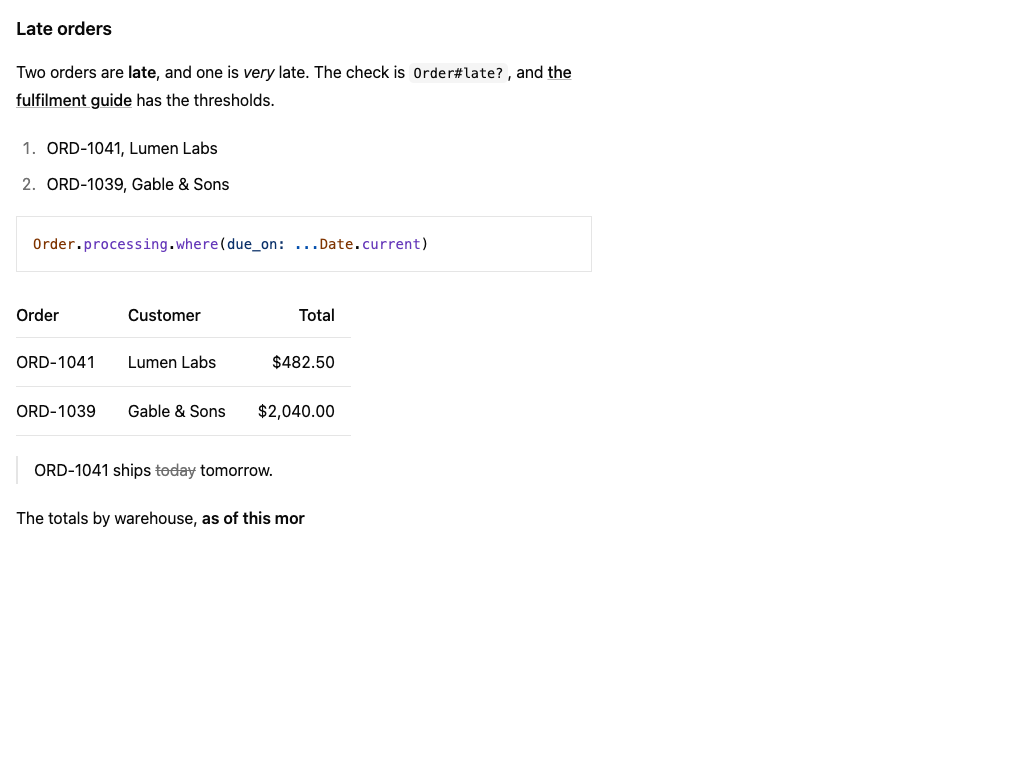 Late orders
Two orders are late, and one is very late. The check is Order#late?, and the
fulfilment guide has the thresholds.
1. ORD-1041, Lumen Labs
2. ORD-1039, Gable & Sons
Order.processing.where(due_on: ...Date.current)
Order Customer Total
ORD-1041 Lumen Labs $482.50
ORD-1039 Gable & Sons $2,040.00
ORD-1041 ships today tomorrow.
The totals by warehouse, as of this mor